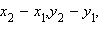 x₂ − x₁,y₂ − y₁,